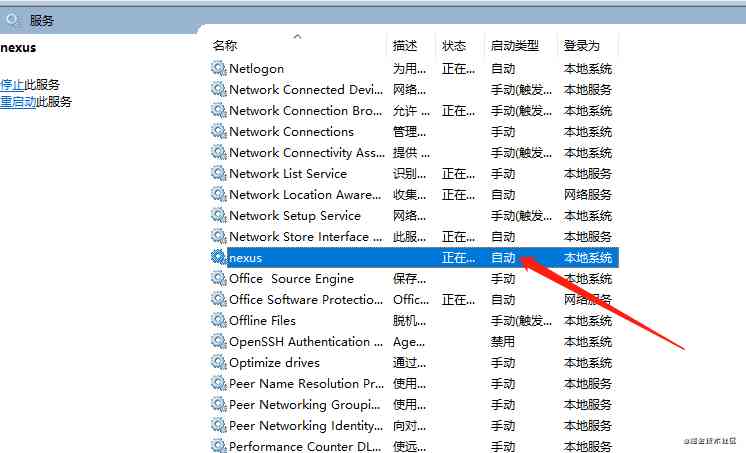 服务
nexus
停止此服务
重启动此服务
名称 描述 状态 启动类型 登录为
Netlogon 为用... 正在... 自动 本地系统
Network Connected Devi... 网络... 手动(触发... 本地服务
Network Connection Bro... 允许 ... 正在... 手动(触发... 本地系统
Network Connections 管理... 手动 本地系统
Network Connectivity Ass... 提供 ... 手动(触发... 本地系统
Network List Service 识别... 正在... 手动 本地服务
Network Location Aware... 收集... 正在... 自动 网络服务
Network Setup Service 网络... 手动(触发... 本地系统
Network Store Interface ... 此服... 正在... 自动 本地服务
nexus 正在... 自动 本地系统
Office Source Engine 保存... 手动 本地系统
Office Software Protectio... Offic... 正在... 自动 网络服务
Offline Files 脱机... 手动(触发... 本地系统
OpenSSH Authentication ... Age... 禁用 本地系统
Optimize drives 通过... 手动 本地系统
Peer Name Resolution Pr... 使用... 手动 本地服务
Peer Networking Groupi... 使用... 手动 本地服务
Peer Networking Identity... 向对... 手动 本地服务
Performance Counter DL... 使远... 手动 本地服务
@掘金技术社区